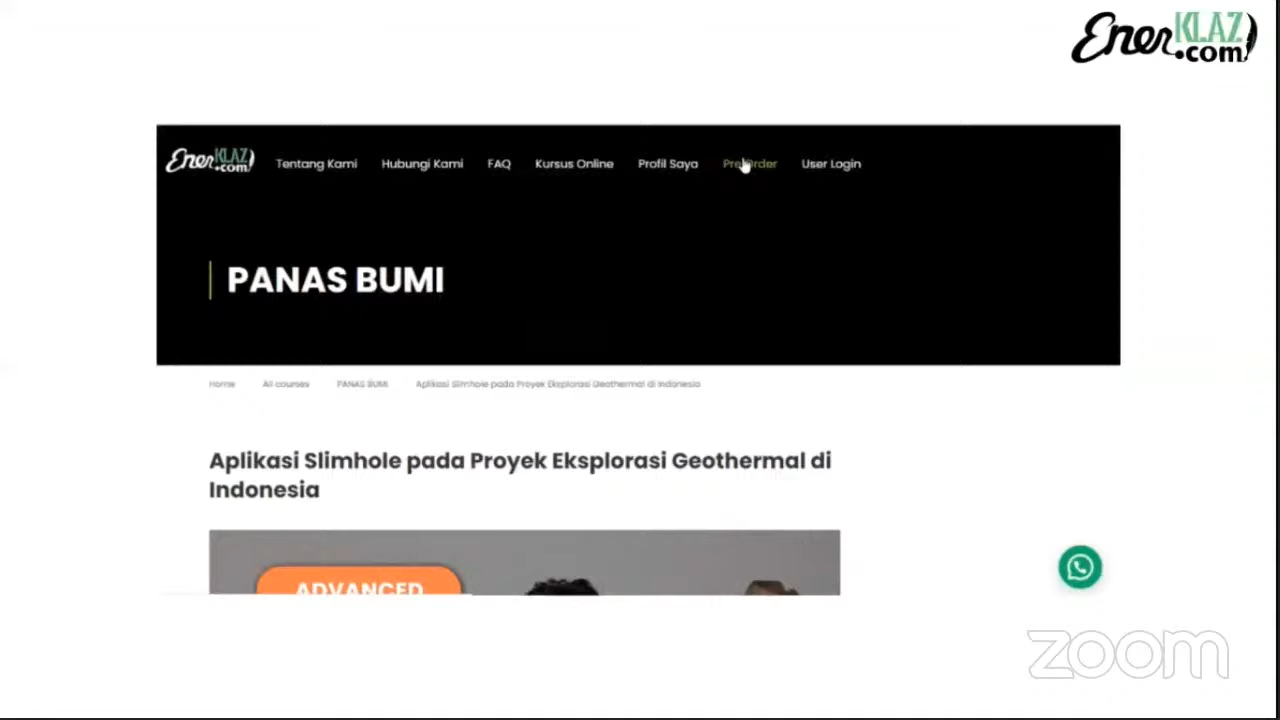 EnerKLAZ
.com
EnerKLAZ
.com
Tentang Kami
Hubungi Kami
FAQ
Kursus Online
Profil Saya
Pre Order
User Login
PANAS BUMI
Home
All courses
PANAS BUMI
Aplikasi Slimhole pada Proyek Eksplorasi Geothermal di Indonesia
Aplikasi Slimhole pada Proyek Eksplorasi Geothermal di
Indonesia
ADVANCED
zoom